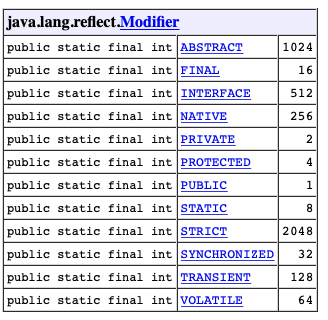 java.lang.reflect.Modifier
public static final int ABSTRACT 1024
public static final int FINAL 16
public static final int INTERFACE 512
public static final int NATIVE 256
public static final int PRIVATE 2
public static final int PROTECTED 4
public static final int PUBLIC 1
public static final int STATIC 8
public static final int STRICT 2048
public static final int SYNCHRONIZED 32
public static final int TRANSIENT 128
public static final int VOLATILE 64